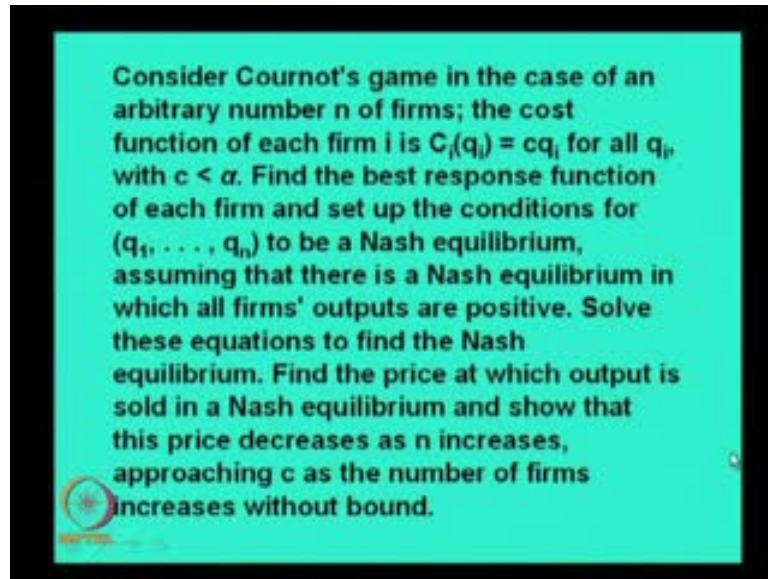 Consider Cournot's game in the case of an
arbitrary number n of firms; the cost
function of each firm i is Cᵢ(qᵢ) = cqᵢ for all qᵢ,
with c < α. Find the best response function
of each firm and set up the conditions for
(q₁, . . . , qₙ) to be a Nash equilibrium,
assuming that there is a Nash equilibrium in
which all firms' outputs are positive. Solve
these equations to find the Nash
equilibrium. Find the price at which output is
sold in a Nash equilibrium and show that
this price decreases as n increases,
approaching c as the number of firms
increases without bound.
NPTEL